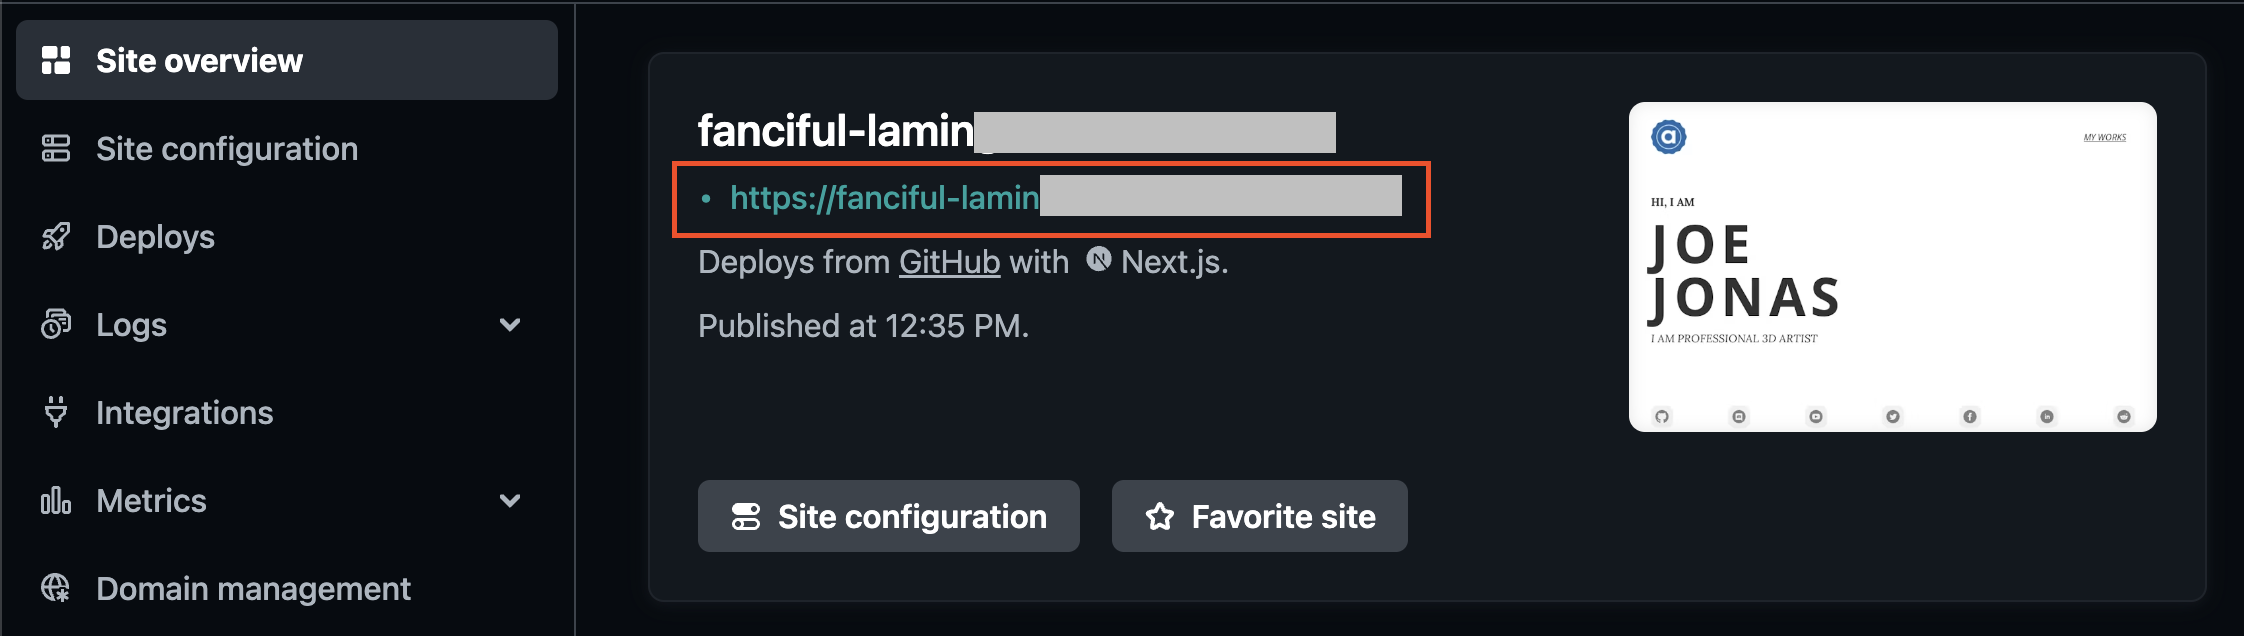 Site overview
Site configuration
Deploys
Logs
Integrations
Metrics
Domain management
fanciful-lamin
• https://fanciful-lamin
Deploys from GitHub with N Next.js.
Published at 12:35 PM.
Site configuration
Favorite site
a
MY WORKS
HI, I AM
JOE
JONAS
I AM PROFESSIONAL 3D ARTIST